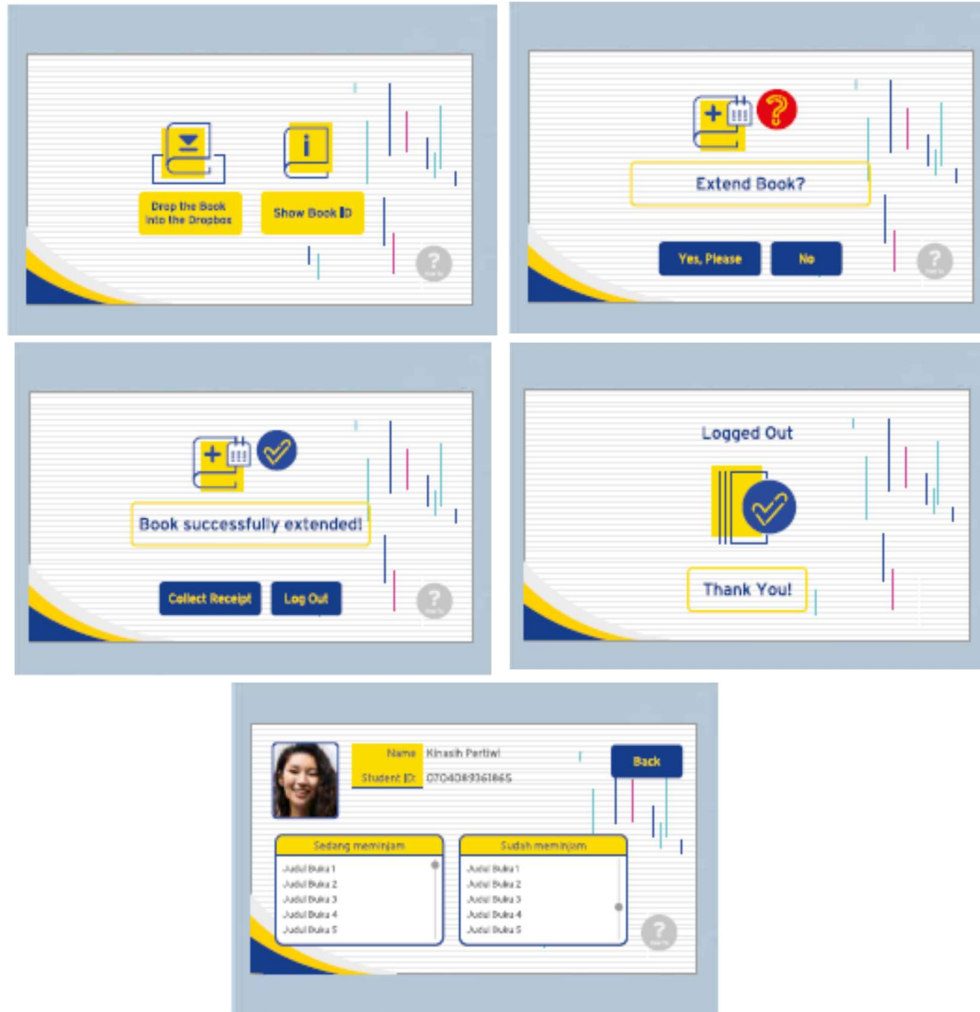 Drop the Book
Into the Dropbox
Show Book ID
?
Extend Book?
Yes, Please
No
?
Book successfully extended!
Collect Receipt
Log Out
?
Logged Out
Thank You!
Name Kinasih Pertiwi
Student ID: 0704089361865
Back
Sedang meminjam
Judul Buku 1
Judul Buku 2
Judul Buku 3
Judul Buku 4
Judul Buku 5
Sudah meminjam
Judul Buku 1
Judul Buku 2
Judul Buku 3
Judul Buku 4
Judul Buku 5
?